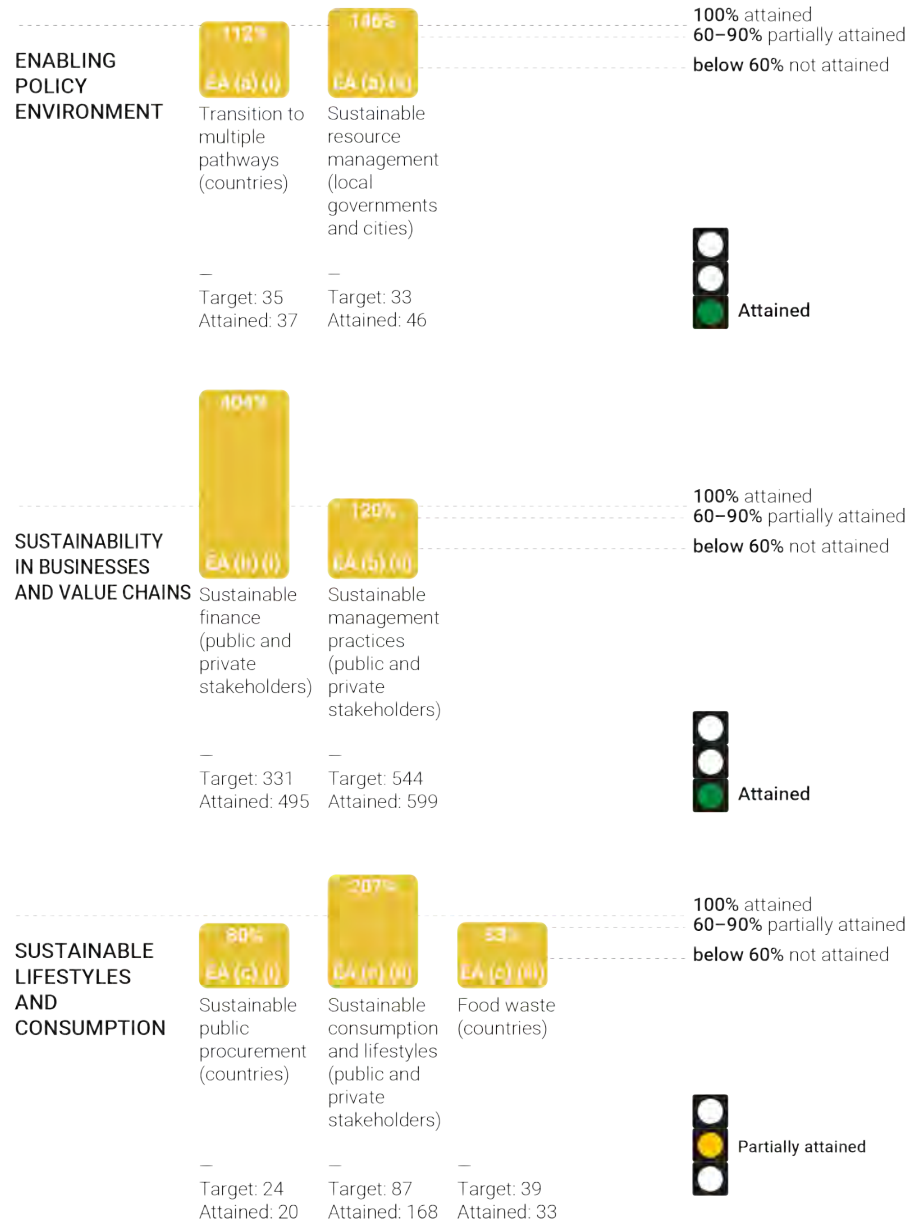 100% attained
60–90% partially attained
below 60% not attained
ENABLING
POLICY
ENVIRONMENT
112%
EA (a) (i)
146%
EA (a) (ii)
Transition to
multiple
pathways
(countries)
—
Target: 35
Attained: 37
Sustainable
resource
management
(local
governments
and cities)
—
Target: 33
Attained: 46
Attained
100% attained
60–90% partially attained
below 60% not attained
SUSTAINABILITY
IN BUSINESSES
AND VALUE CHAINS
404%
EA (b) (i)
120%
EA (b) (ii)
Sustainable
finance
(public and
private
stakeholders)
—
Target: 331
Attained: 495
Sustainable
management
practices
(public and
private
stakeholders)
—
Target: 544
Attained: 599
Attained
100% attained
60–90% partially attained
below 60% not attained
SUSTAINABLE
LIFESTYLES
AND
CONSUMPTION
80%
EA (c) (i)
207%
EA (c) (ii)
EA (c) (iii)
Sustainable
public
procurement
(countries)
—
Target: 24
Attained: 20
Sustainable
consumption
and lifestyles
(public and
private
stakeholders)
—
Target: 87
Attained: 168
Food waste
(countries)
—
Target: 39
Attained: 33
Partially attained